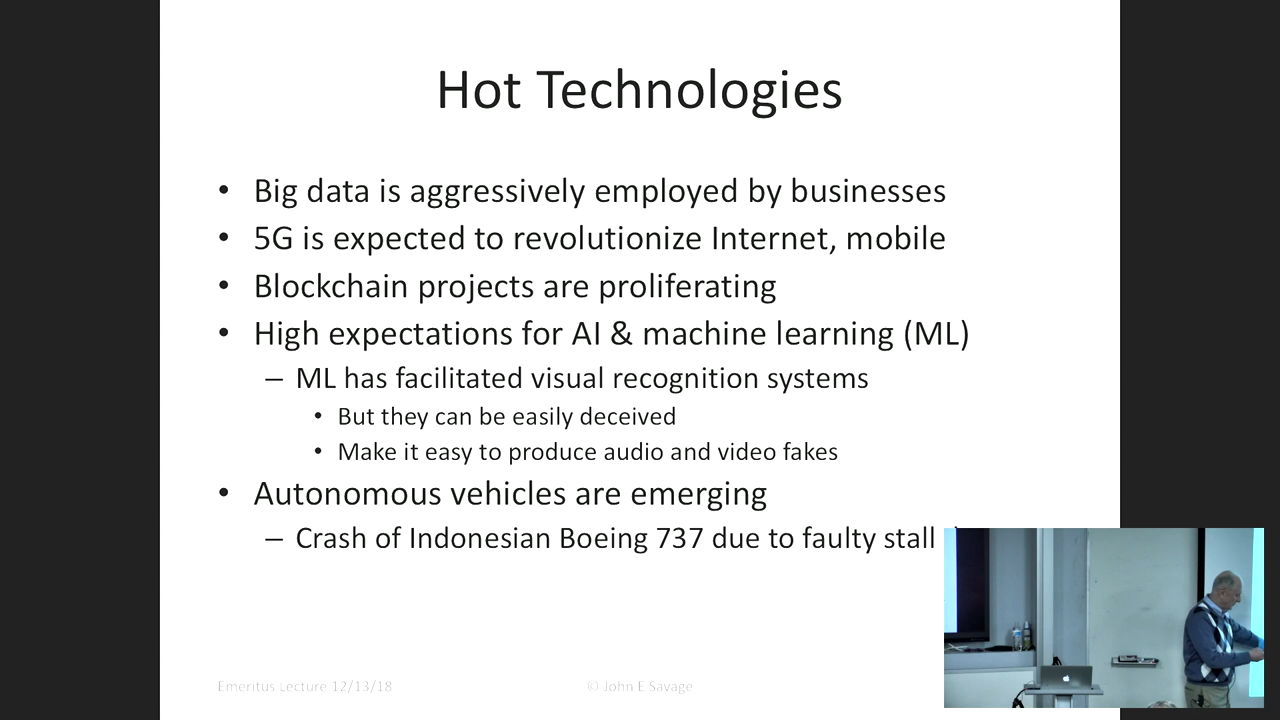 Hot Technologies
• Big data is aggressively employed by businesses
• 5G is expected to revolutionize Internet, mobile
• Blockchain projects are proliferating
• High expectations for AI & machine learning (ML)
– ML has facilitated visual recognition systems
• But they can be easily deceived
• Make it easy to produce audio and video fakes
• Autonomous vehicles are emerging
– Crash of Indonesian Boeing 737 due to faulty stall
Emeritus Lecture 12/13/18
© John E Savage